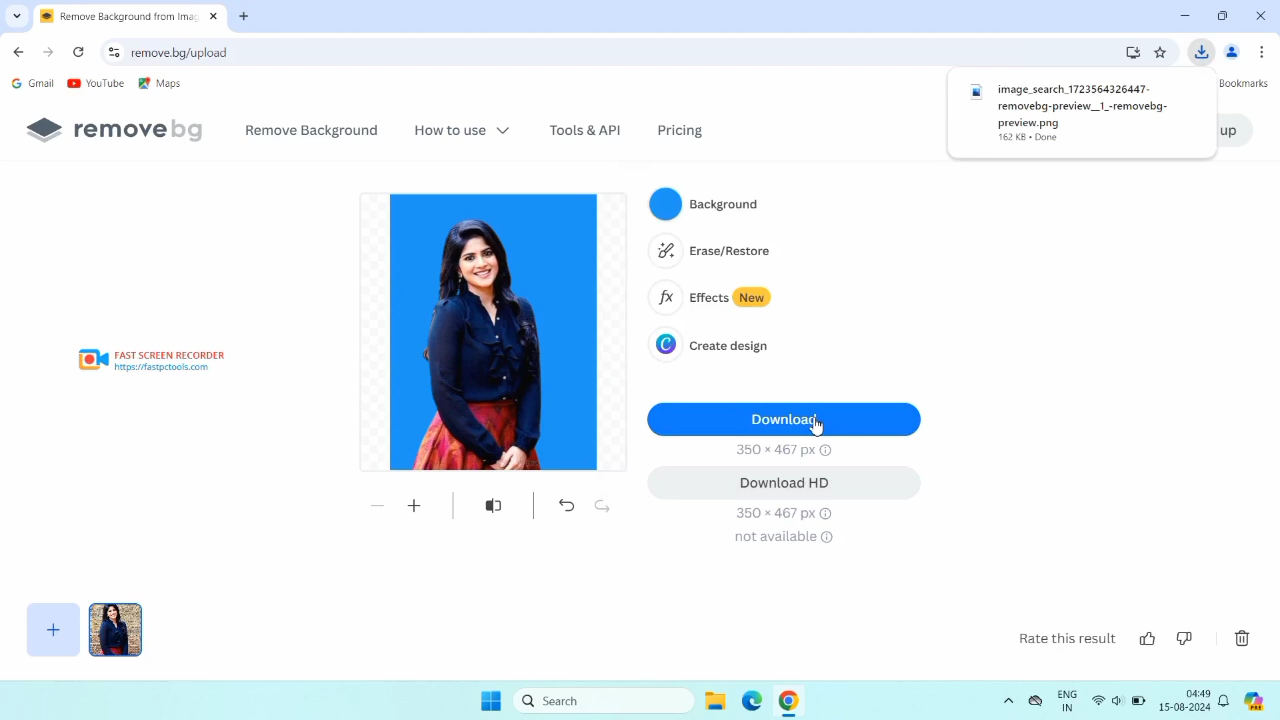 Remove Background from Imag
remove.bg/upload
Gmail
YouTube
Maps
Bookmarks
image_search_1723564326447-
removebg-preview__1_-removebg-
preview.png
162 KB • Done
removebg
Remove Background
How to use
Tools & API
Pricing
up
Background
Erase/Restore
fx
Effects New
Create design
FAST SCREEN RECORDER
https://fastpctools.com
Download
350 × 467 px
Download HD
350 × 467 px
not available
Rate this result
Search
ENG
IN
04:49
15-08-2024